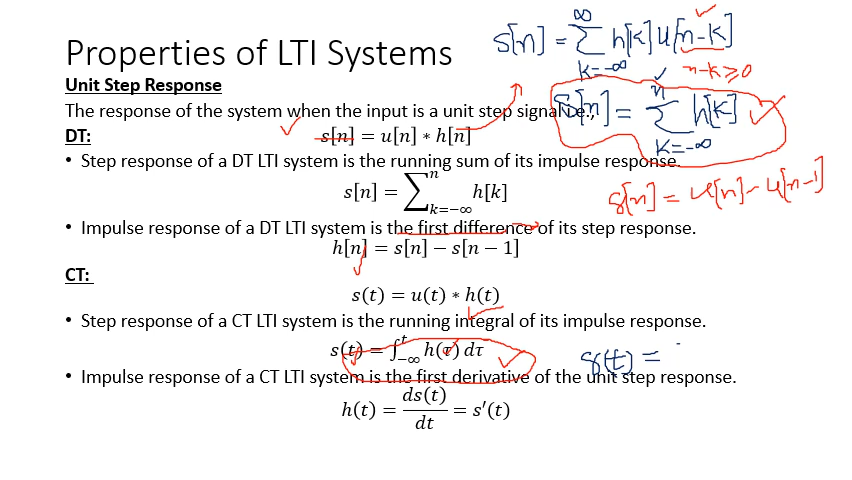 Properties of LTI Systems
s[n] = ∞ Σ k=-∞ h[k] u[n-k]
n-k ≥ 0
Unit Step Response
The response of the system when the input is a unit step signal i.e.,
s[n] = n Σ k=-∞ h[k]
DT:
s[n] = u[n] ∗ h[n]
• Step response of a DT LTI system is the running sum of its impulse response.
s[n] = ∑ⁿₖ₌₋∞ h[k]
δ[n] = u[n] - u[n-1]
• Impulse response of a DT LTI system is the first difference of its step response.
h[n] = s[n] − s[n − 1]
CT:
s(t) = u(t) ∗ h(t)
• Step response of a CT LTI system is the running integral of its impulse response.
s(t) = ∫₋∞ᵗ h(τ) dτ
δ(t) =
• Impulse response of a CT LTI system is the first derivative of the unit step response.
h(t) = ds(t)/dt = s′(t)